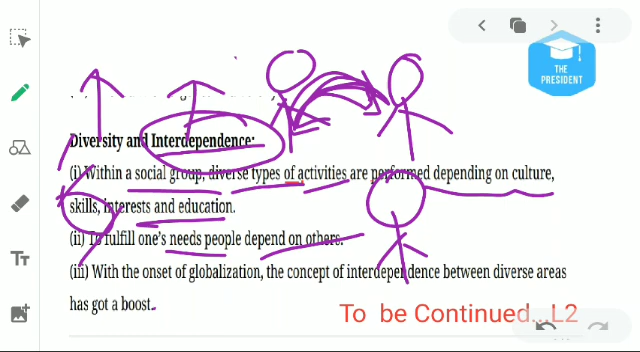 THE
PRESIDENT
Diversity and Interdependence:
(i) Within a social group, diverse types of activities are performed depending on culture,
skills, interests and education.
(ii) To fulfill one's needs people depend on others.
(iii) With the onset of globalization, the concept of interdependence between diverse areas
has got a boost.
To be Continued...L2
Tt